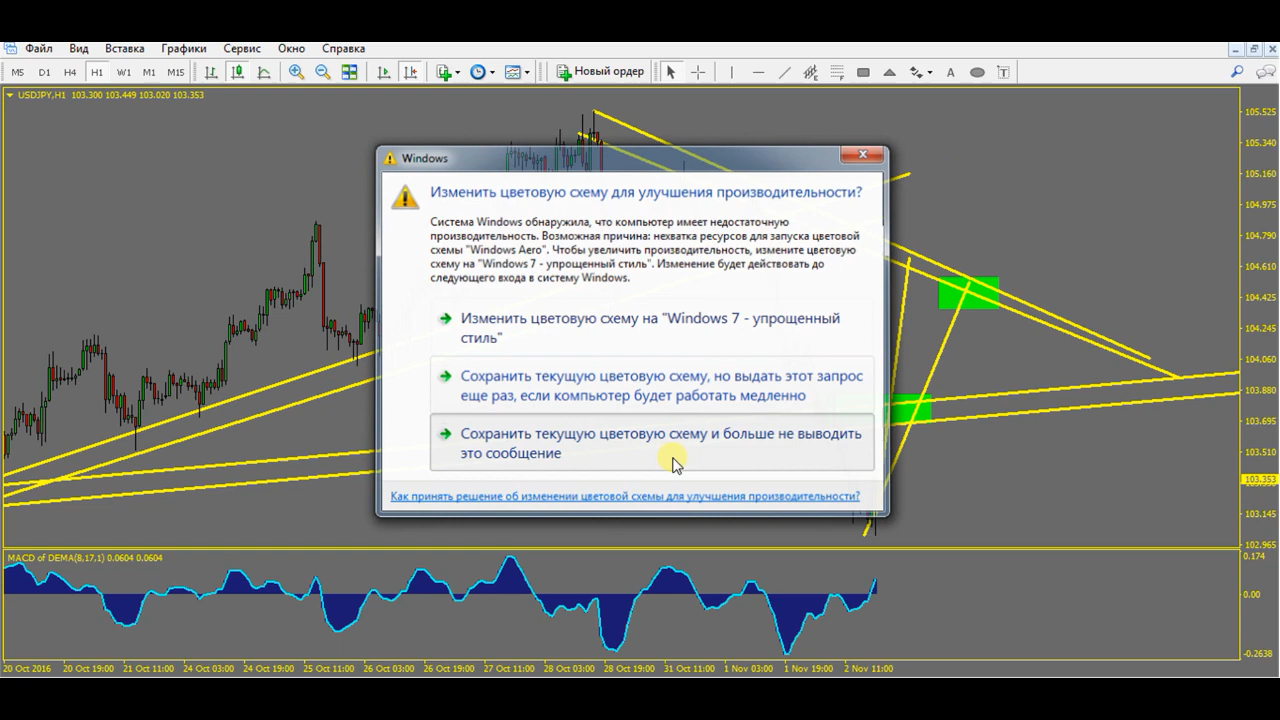 Файл Вид Вставка Графики Сервис Окно Справка
M5 D1 H4 H1 W1 M1 M15 Новый ордер A T
USDJPY,H1 103.300 103.449 103.020 103.353
Windows
Изменить цветовую схему для улучшения производительности?
Система Windows обнаружила, что компьютер имеет недостаточную
производительность. Возможная причина: нехватка ресурсов для запуска цветовой
схемы "Windows Aero". Чтобы увеличить производительность, измените цветовую
схему на "Windows 7 - упрощенный стиль". Изменение будет действовать до
следующего входа в систему Windows.
Изменить цветовую схему на "Windows 7 - упрощенный
стиль"
Сохранить текущую цветовую схему, но выдать этот запрос
еще раз, если компьютер будет работать медленно
Сохранить текущую цветовую схему и больше не выводить
это сообщение
Как принять решение об изменении цветовой схемы для улучшения производительности?
105.525
105.340
105.160
104.975
104.790
104.610
104.425
104.245
104.060
103.880
103.695
103.510
103.353
103.145
102.965
MACD of DEMA(8,17,1) 0.0604 0.0604
0.174
0.00
-0.2638
20 Oct 2016 20 Oct 19:00 21 Oct 11:00 24 Oct 03:00 24 Oct 19:00 25 Oct 11:00 26 Oct 03:00 26 Oct 19:00 27 Oct 11:00 28 Oct 03:00 28 Oct 19:00 31 Oct 11:00 1 Nov 03:00 1 Nov 19:00 2 Nov 11:00